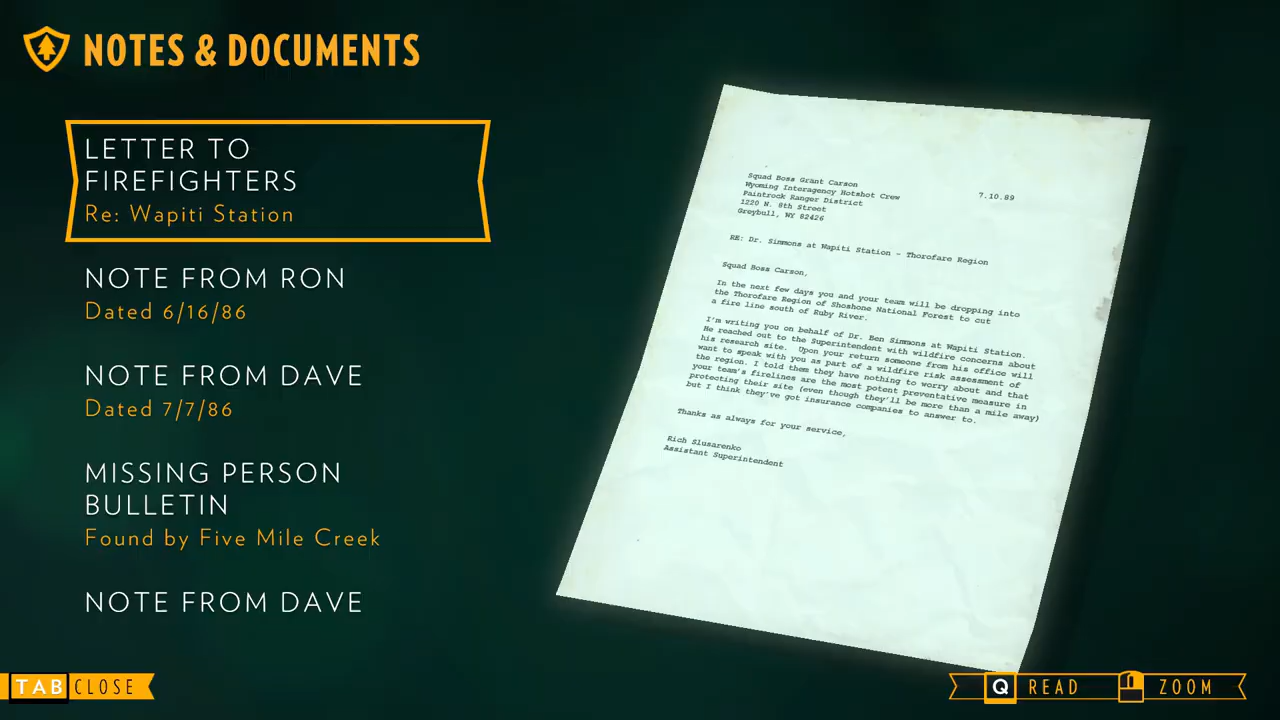 NOTES & DOCUMENTS
LETTER TO
FIREFIGHTERS
Re: Wapiti Station
NOTE FROM RON
Dated 6/16/86
NOTE FROM DAVE
Dated 7/7/86
MISSING PERSON
BULLETIN
Found by Five Mile Creek
NOTE FROM DAVE
Squad Boss Grant Carson
7.10.89
Wyoming Interagency Hotshot Crew
Paintrock Ranger District
1220 N. 8th Street
Greybull, WY 82426
RE: Dr. Simmons at Wapiti Station - Thorofare Region
Squad Boss Carson,
In the next few days you and your team will be dropping into
the Thorofare Region of Shoshone National Forest to cut
a fire line south of Ruby River.
I'm writing you on behalf of Dr. Ben Simmons at Wapiti Station.
He reached out to the Superintendent with wildfire concerns about
his research site. Upon your return someone from his office will
want to speak with you as part of a wildfire risk assessment of
the region. I told them they have nothing to worry about and that
your team's firelines are the most potent preventative measure in
protecting their site (even though they'll be more than a mile away)
but I think they've got insurance companies to answer to.
Thanks as always for your service,
Rich Slusarenko
Assistant Superintendent
TAB CLOSE
Q READ
ZOOM